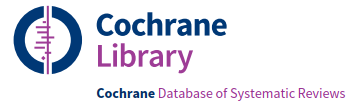 Cochrane
Library
Cochrane Database of Systematic Reviews